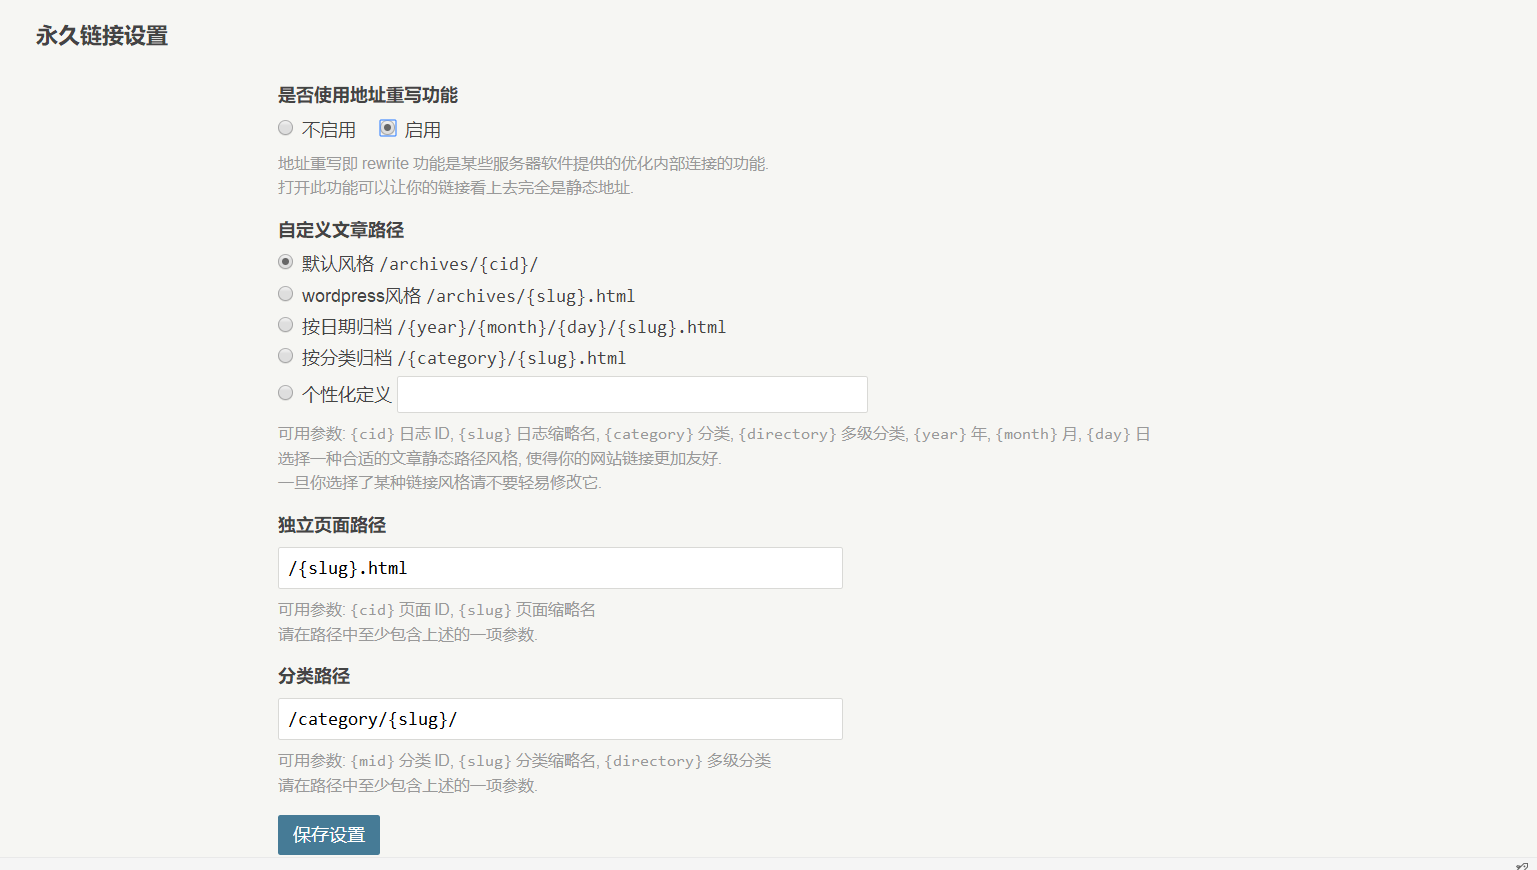 永久链接设置
是否使用地址重写功能
不启用 启用
地址重写即 rewrite 功能是某些服务器软件提供的优化内部连接的功能.
打开此功能可以让你的链接看上去完全是静态地址.
自定义文章路径
默认风格 /archives/{cid}/
wordpress风格 /archives/{slug}.html
按日期归档 /{year}/{month}/{day}/{slug}.html
按分类归档 /{category}/{slug}.html
个性化定义
可用参数: {cid} 日志 ID, {slug} 日志缩略名, {category} 分类, {directory} 多级分类, {year} 年, {month} 月, {day} 日
选择一种合适的文章静态路径风格, 使得你的网站链接更加友好.
一旦你选择了某种链接风格请不要轻易修改它.
独立页面路径
/{slug}.html
可用参数: {cid} 页面 ID, {slug} 页面缩略名
请在路径中至少包含上述的一项参数.
分类路径
/category/{slug}/
可用参数: {mid} 分类 ID, {slug} 分类缩略名, {directory} 多级分类
请在路径中至少包含上述的一项参数.
保存设置